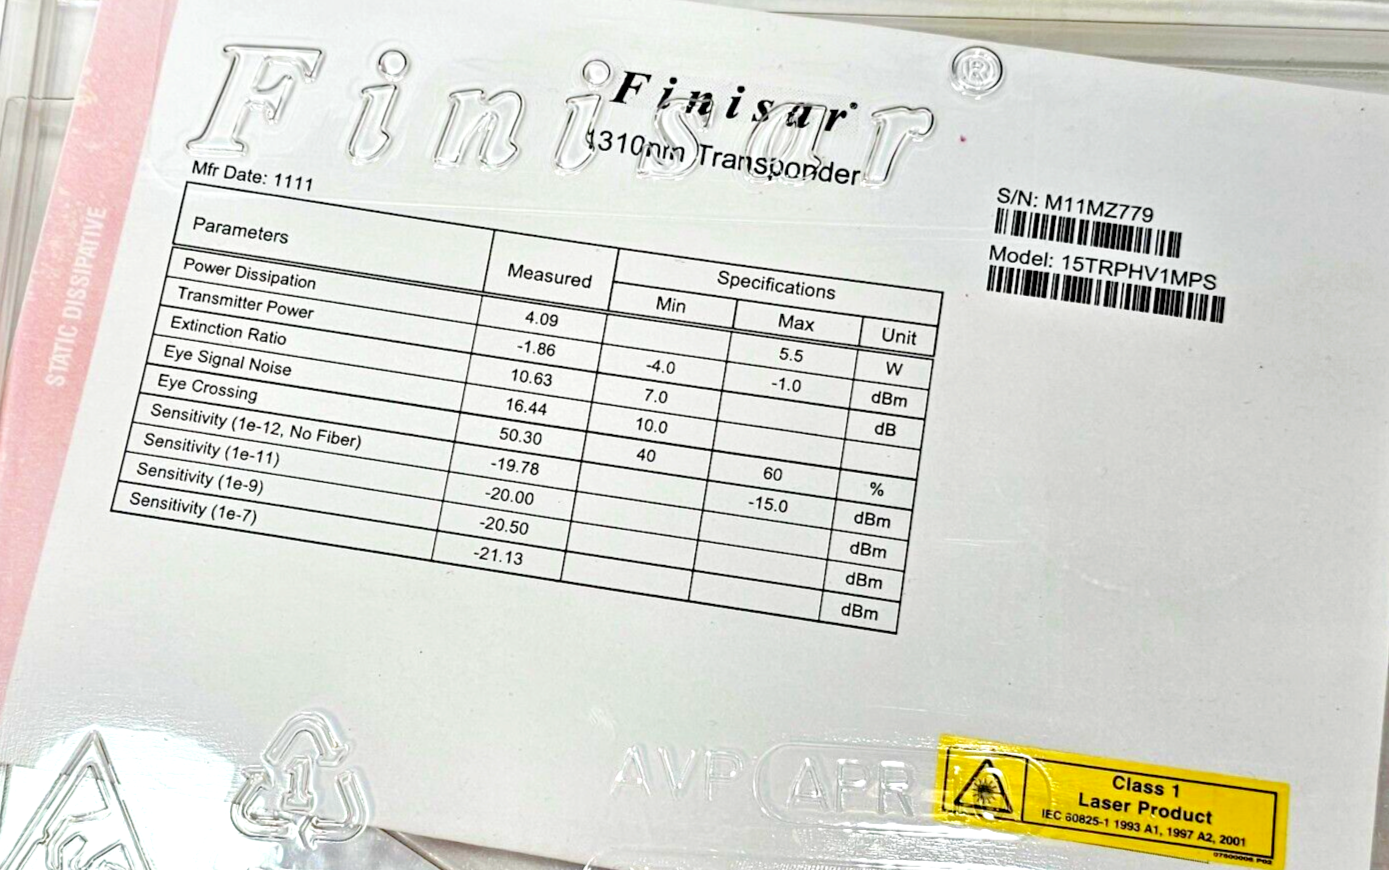 Finisar®
Finisar®
1310nm Transponder
Mfr Date: 1111
S/N: M11MZ779
Model: 15TRPHV1MPS
STATIC DISSIPATIVE
Parameters Measured Specifications
Min Max Unit
Power Dissipation 4.09 5.5 W
Transmitter Power -1.86 -4.0 -1.0 dBm
Extinction Ratio 10.63 7.0 dB
Eye Signal Noise 16.44 10.0
Eye Crossing 50.30 40 60 %
Sensitivity (1e-12, No Fiber) -19.78 -15.0 dBm
Sensitivity (1e-11) -20.00 dBm
Sensitivity (1e-9) -20.50 dBm
Sensitivity (1e-7) -21.13 dBm
1
AVP APR
Class 1
Laser Product
IEC 60825-1 1993 A1, 1997 A2, 2001